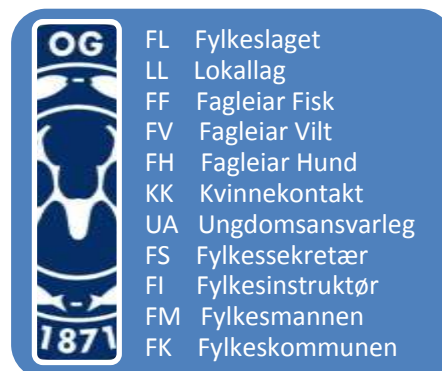 OG
1871
FL Fylkeslaget
LL Lokallag
FF Fagleiar Fisk
FV Fagleiar Vilt
FH Fagleiar Hund
KK Kvinnekontakt
UA Ungdomsansvarleg
FS Fylkessekretær
FI Fylkesinstruktør
FM Fylkesmannen
FK Fylkeskommunen